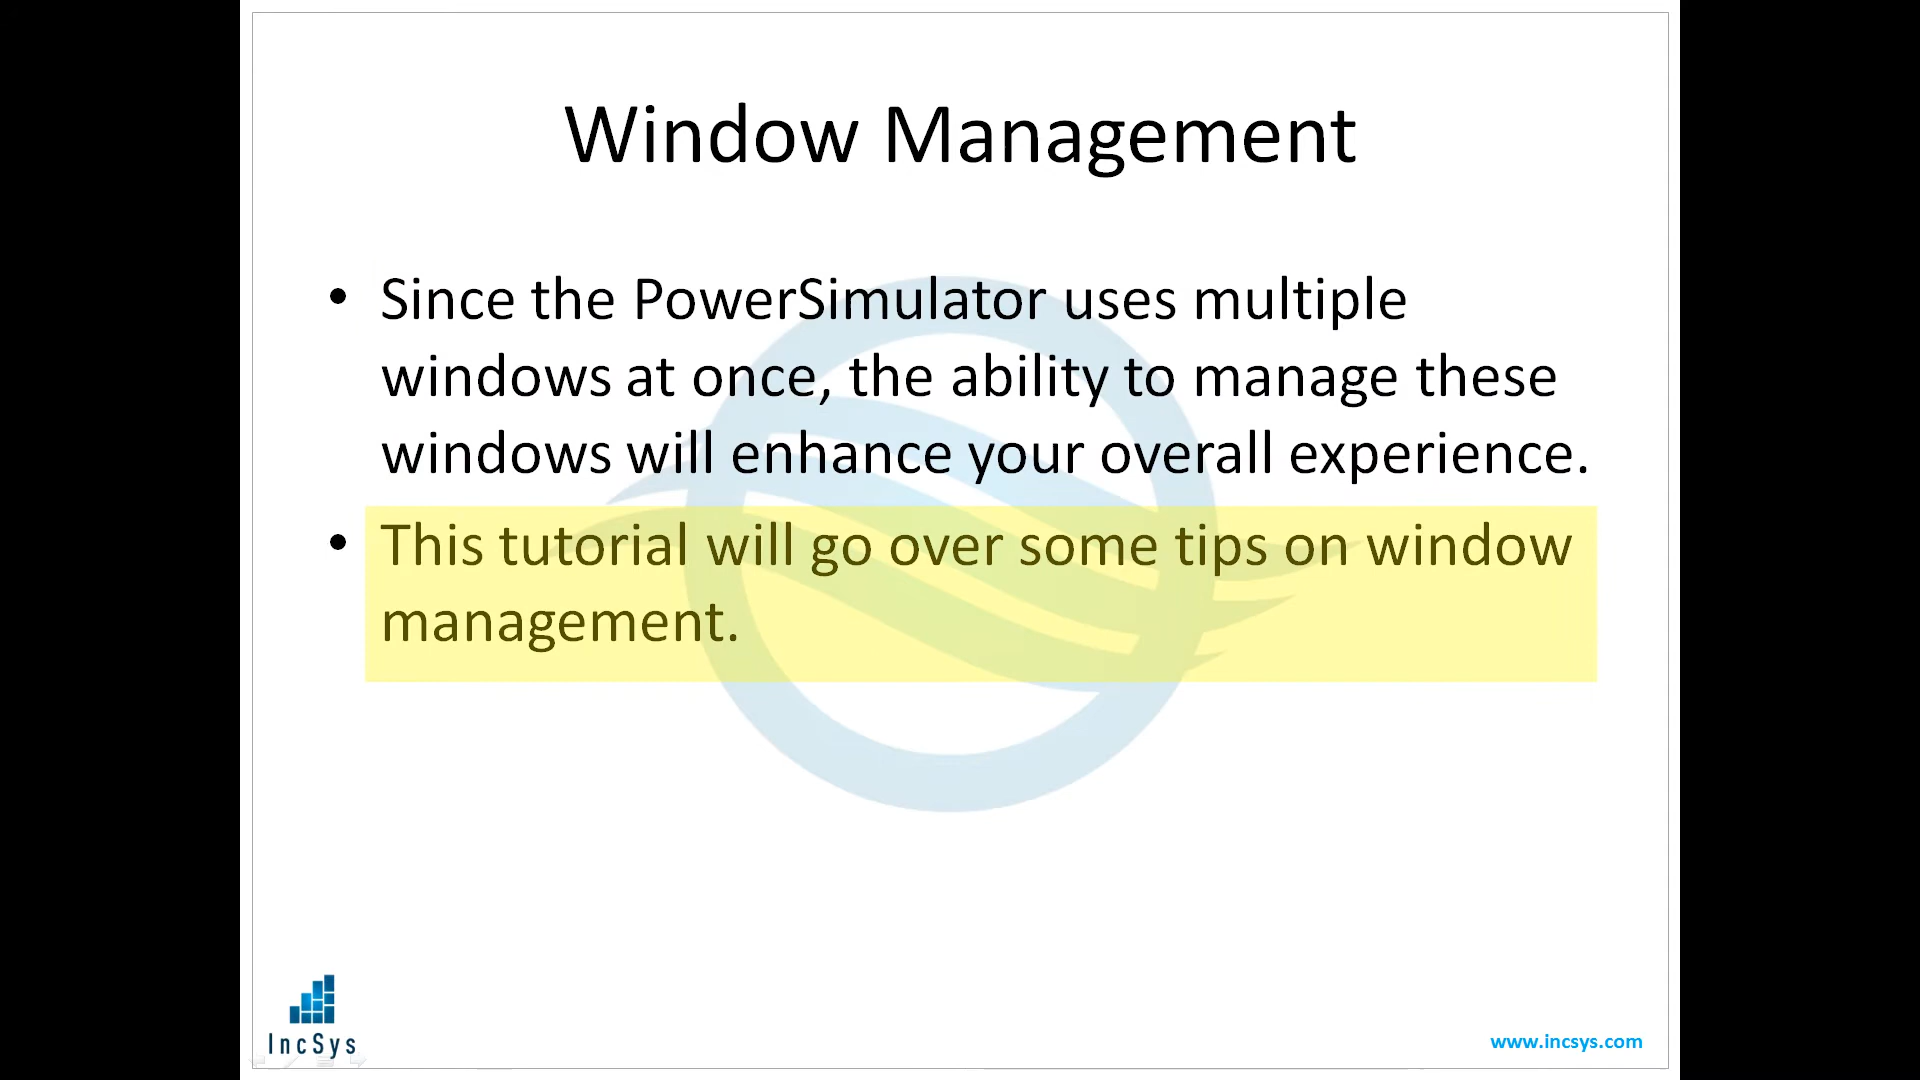 Window Management
• Since the PowerSimulator uses multiple
windows at once, the ability to manage these
windows will enhance your overall experience.
• This tutorial will go over some tips on window
management.
IncSys
www.incsys.com